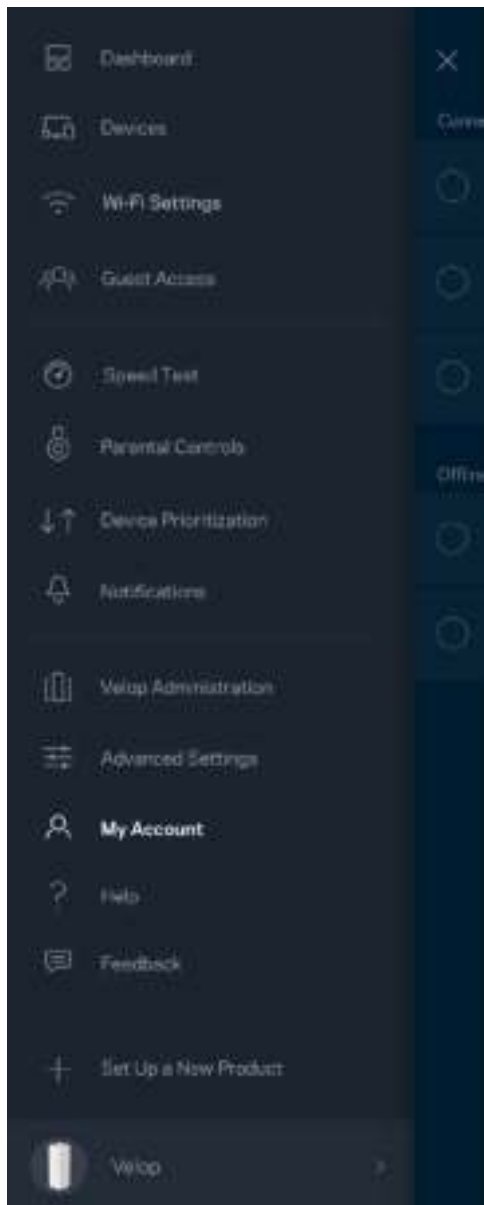 Dashboard
Devices
Wi-Fi Settings
Guest Access
Speed Test
Parental Controls
Device Prioritization
Notifications
Velop Administration
Advanced Settings
My Account
Help
Feedback
Set Up a New Product
Velop